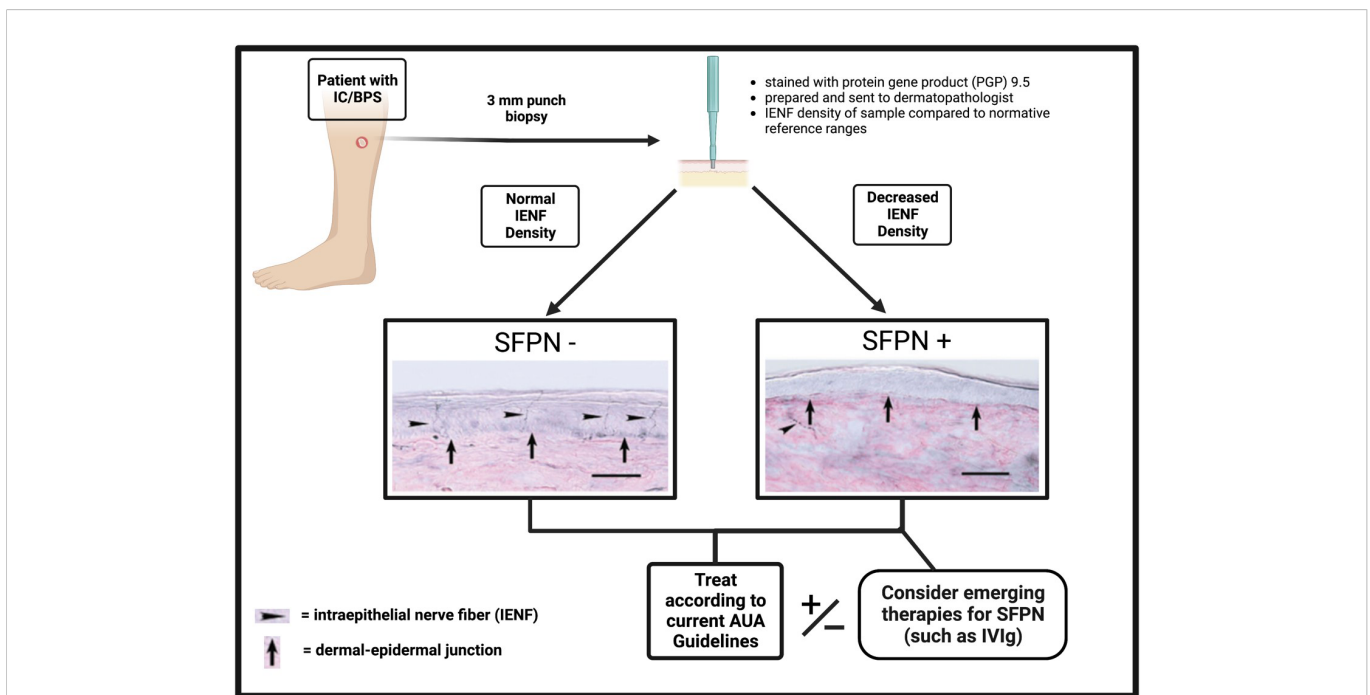 Patient with
IC/BPS
3 mm punch
biopsy
• stained with protein gene product (PGP) 9.5
• prepared and sent to dermatopathologist
• IENF density of sample compared to normative
reference ranges
Normal
IENF
Density
Decreased
IENF
Density
SFPN -
SFPN +
Treat
according to
current AUA
Guidelines
+/−
Consider emerging
therapies for SFPN
(such as IVIg)
= intraepithelial nerve fiber (IENF)
= dermal-epidermal junction